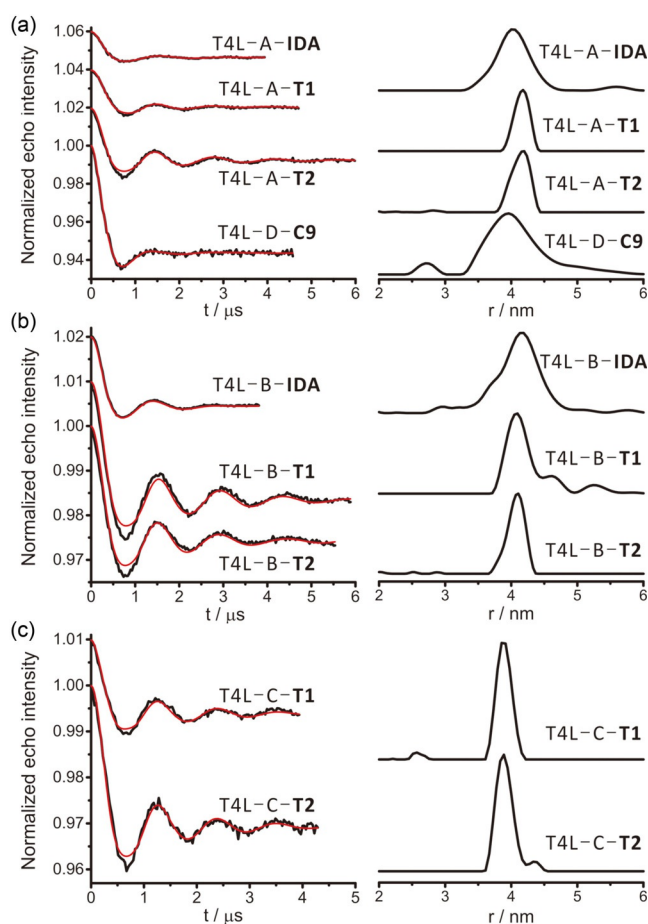 (a)
1.06
1.04
1.02
1.00
0.98
0.96
0.94
Normalized echo intensity
T4L-A-IDA
T4L-A-T1
T4L-A-T2
T4L-D-C9
0 1 2 3 4 5 6
t / μs
T4L-A-IDA
T4L-A-T1
T4L-A-T2
T4L-D-C9
2 3 4 5 6
r / nm
(b)
1.02
1.01
1.00
0.99
0.98
0.97
Normalized echo intensity
T4L-B-IDA
T4L-B-T1
T4L-B-T2
0 1 2 3 4 5 6
t / μs
T4L-B-IDA
T4L-B-T1
T4L-B-T2
2 3 4 5 6
r / nm
(c)
1.01
1.00
0.99
0.98
0.97
0.96
Normalized echo intensity
T4L-C-T1
T4L-C-T2
0 1 2 3 4 5 6
t / μs
T4L-C-T1
T4L-C-T2
2 3 4 5 6
r / nm